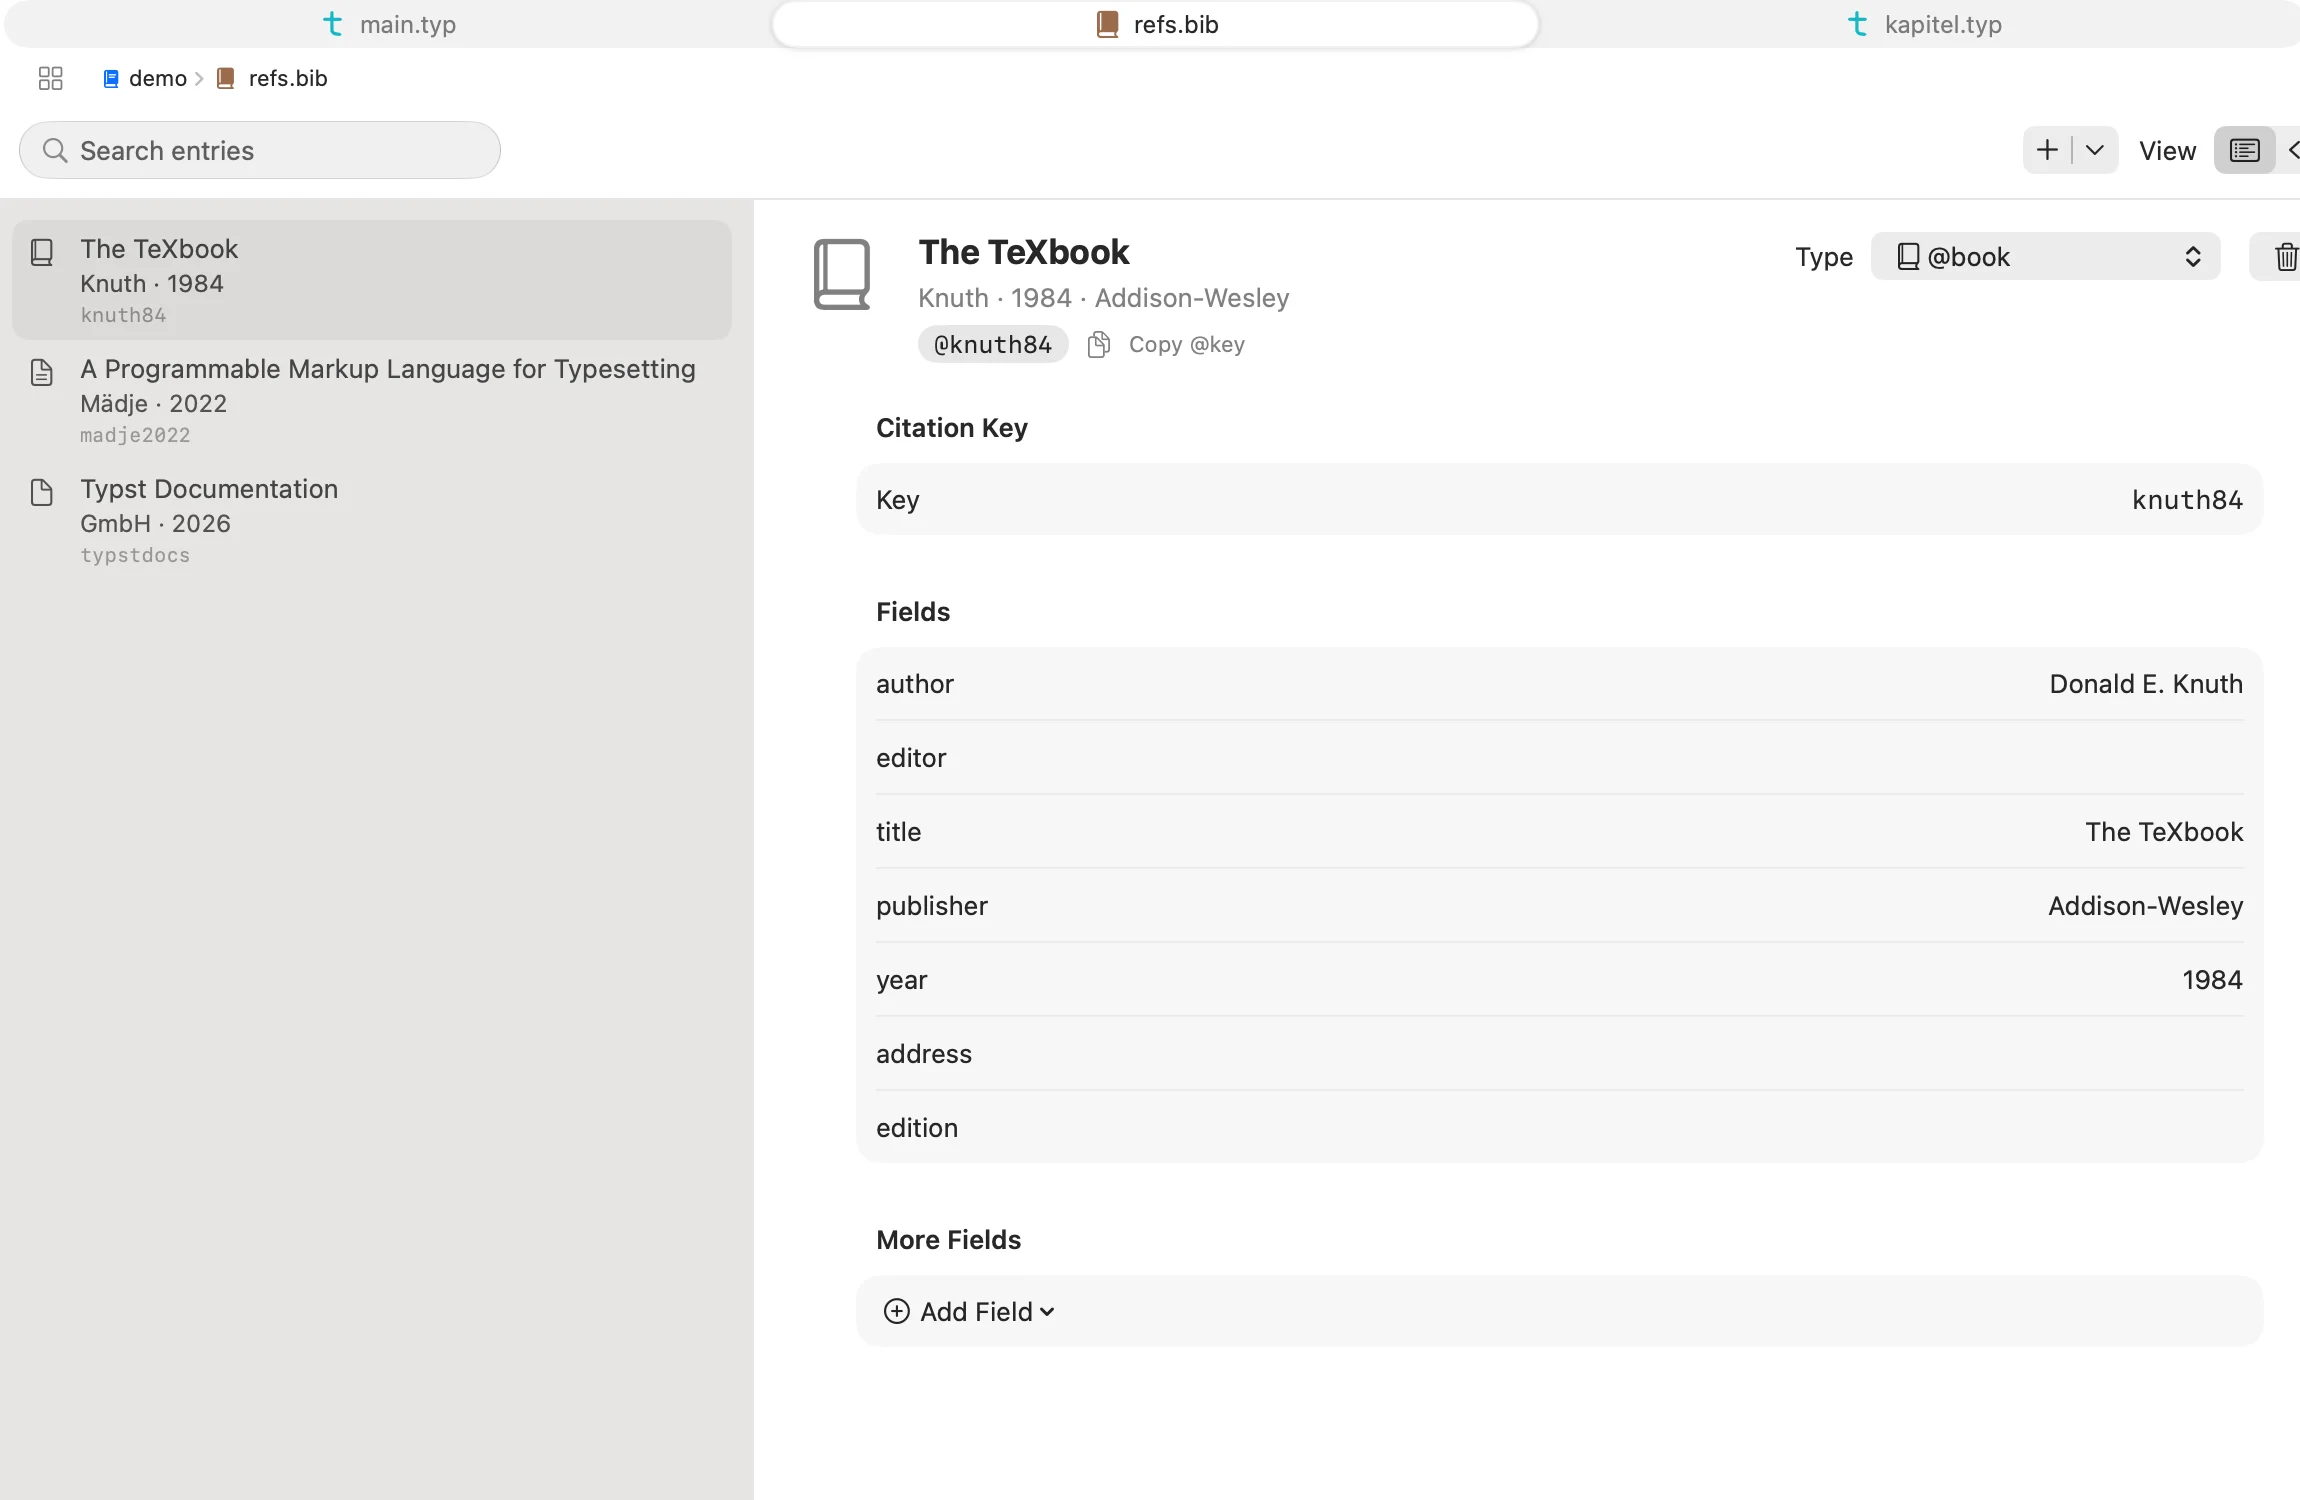 main.typ
refs.bib
kapitel.typ
demo
refs.bib
Search entries
View
The TeXbook
Knuth · 1984
knuth84
A Programmable Markup Language for Typesetting
Mädje · 2022
madje2022
Typst Documentation
GmbH · 2026
typstdocs
The TeXbook
Knuth · 1984 · Addison-Wesley
@knuth84 Copy @key
Type @book
Citation Key
Key knuth84
Fields
author Donald E. Knuth
editor
title The TeXbook
publisher Addison-Wesley
year 1984
address
edition
More Fields
Add Field